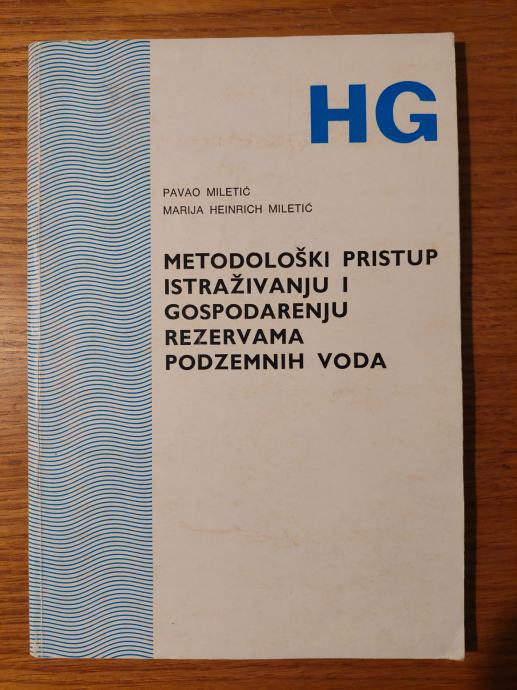 HG
PAVAO MILETIĆ
MARIJA HEINRICH MILETIĆ
METODOLOŠKI PRISTUP
ISTRAŽIVANJU I
GOSPODARENJU
REZERVAMA
PODZEMNIH VODA